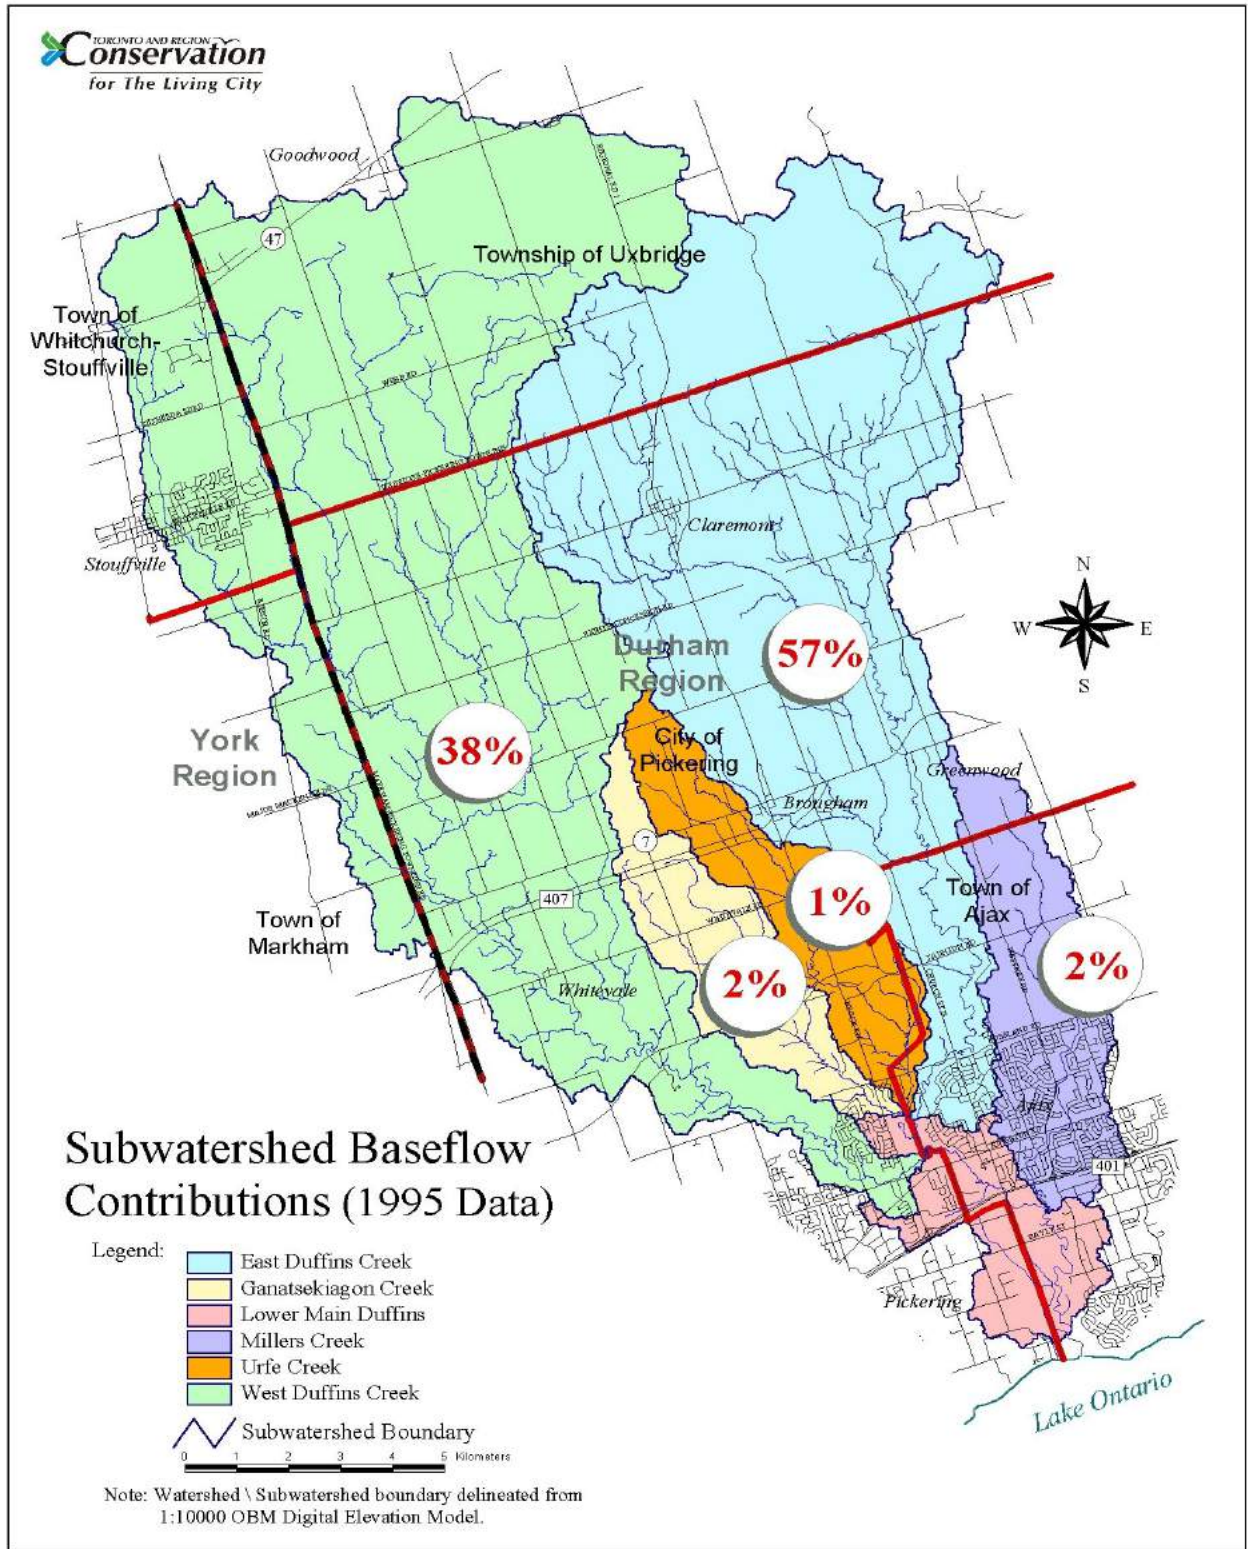 TORONTO AND REGION
Conservation
for The Living City
Goodwood
47
Township of Uxbridge
Town of
Whitchurch-
Stouffville
WEBB RD
Claremont
Stouffville
N
W
E
S
57%
Durham
Region
York
Region
38%
City of
Pickering
Greenwood
Brougham
7
407
1%
Town of
Ajax
Town of
Markham
2%
2%
Whitevale
Ajax
401
Subwatershed Baseflow
Contributions (1995 Data)
Legend:
East Duffins Creek
Ganatsekiagon Creek
Lower Main Duffins
Millers Creek
Urfe Creek
West Duffins Creek
Subwatershed Boundary
0 1 2 3 4 5 Kilometers
Pickering
Lake Ontario
Note: Watershed \ Subwatershed boundary delineated from
1:10000 OBM Digital Elevation Model.